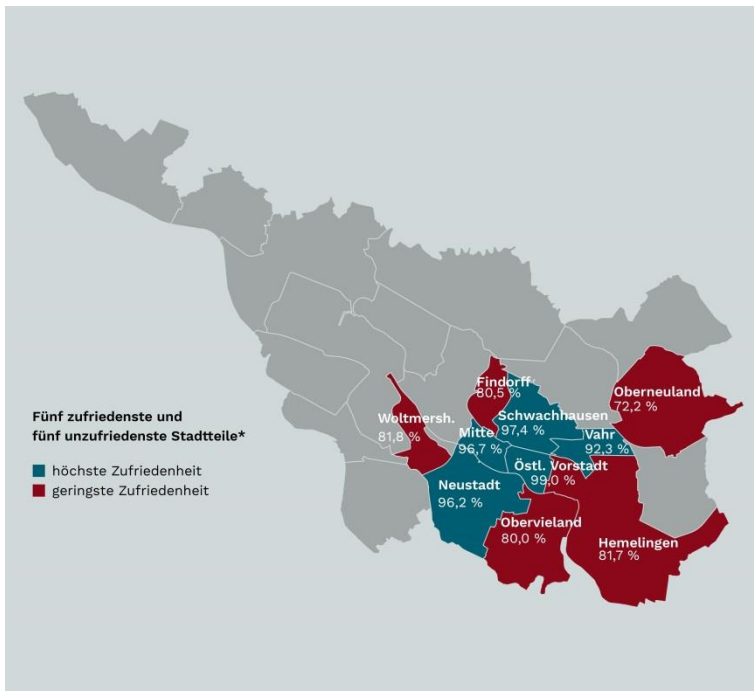 Fünf zufriedenste und
fünf unzufriedenste Stadtteile*
höchste Zufriedenheit
geringste Zufriedenheit
Findorff
80,5 %
Oberneuland
72,2 %
Woltmersh.
81,8 %
Schwachhausen
97,4 %
Mitte
96,7 %
Vahr
92,3 %
Östl. Vorstadt
99,0 %
Neustadt
96,2 %
Obervieland
80,0 %
Hemelingen
81,7 %